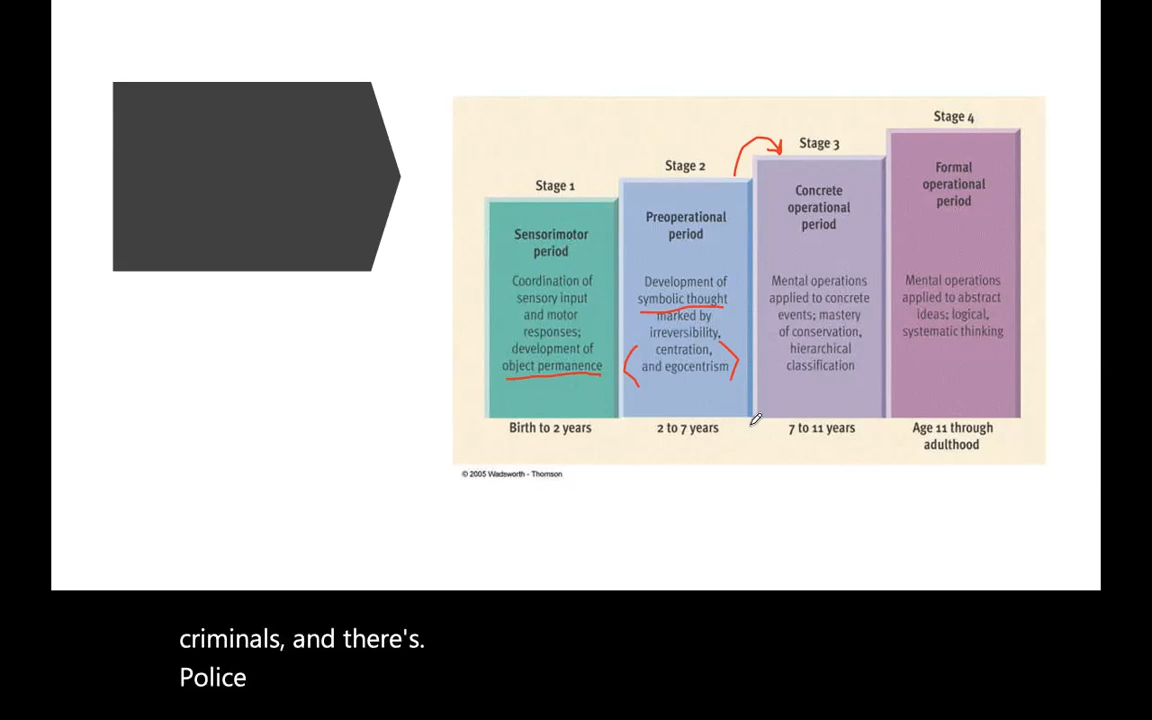 Stage 1
Sensorimotor
period
Coordination of
sensory input
and motor
responses;
development of
object permanence
Birth to 2 years
Stage 2
Preoperational
period
Development of
symbolic thought
marked by
irreversibility,
centration,
and egocentrism
2 to 7 years
Stage 3
Concrete
operational
period
Mental operations
applied to concrete
events; mastery
of conservation,
hierarchical
classification
7 to 11 years
Stage 4
Formal
operational
period
Mental operations
applied to abstract
ideas; logical,
systematic thinking
Age 11 through
adulthood
© 2005 Wadsworth - Thomson
criminals, and there's.
Police